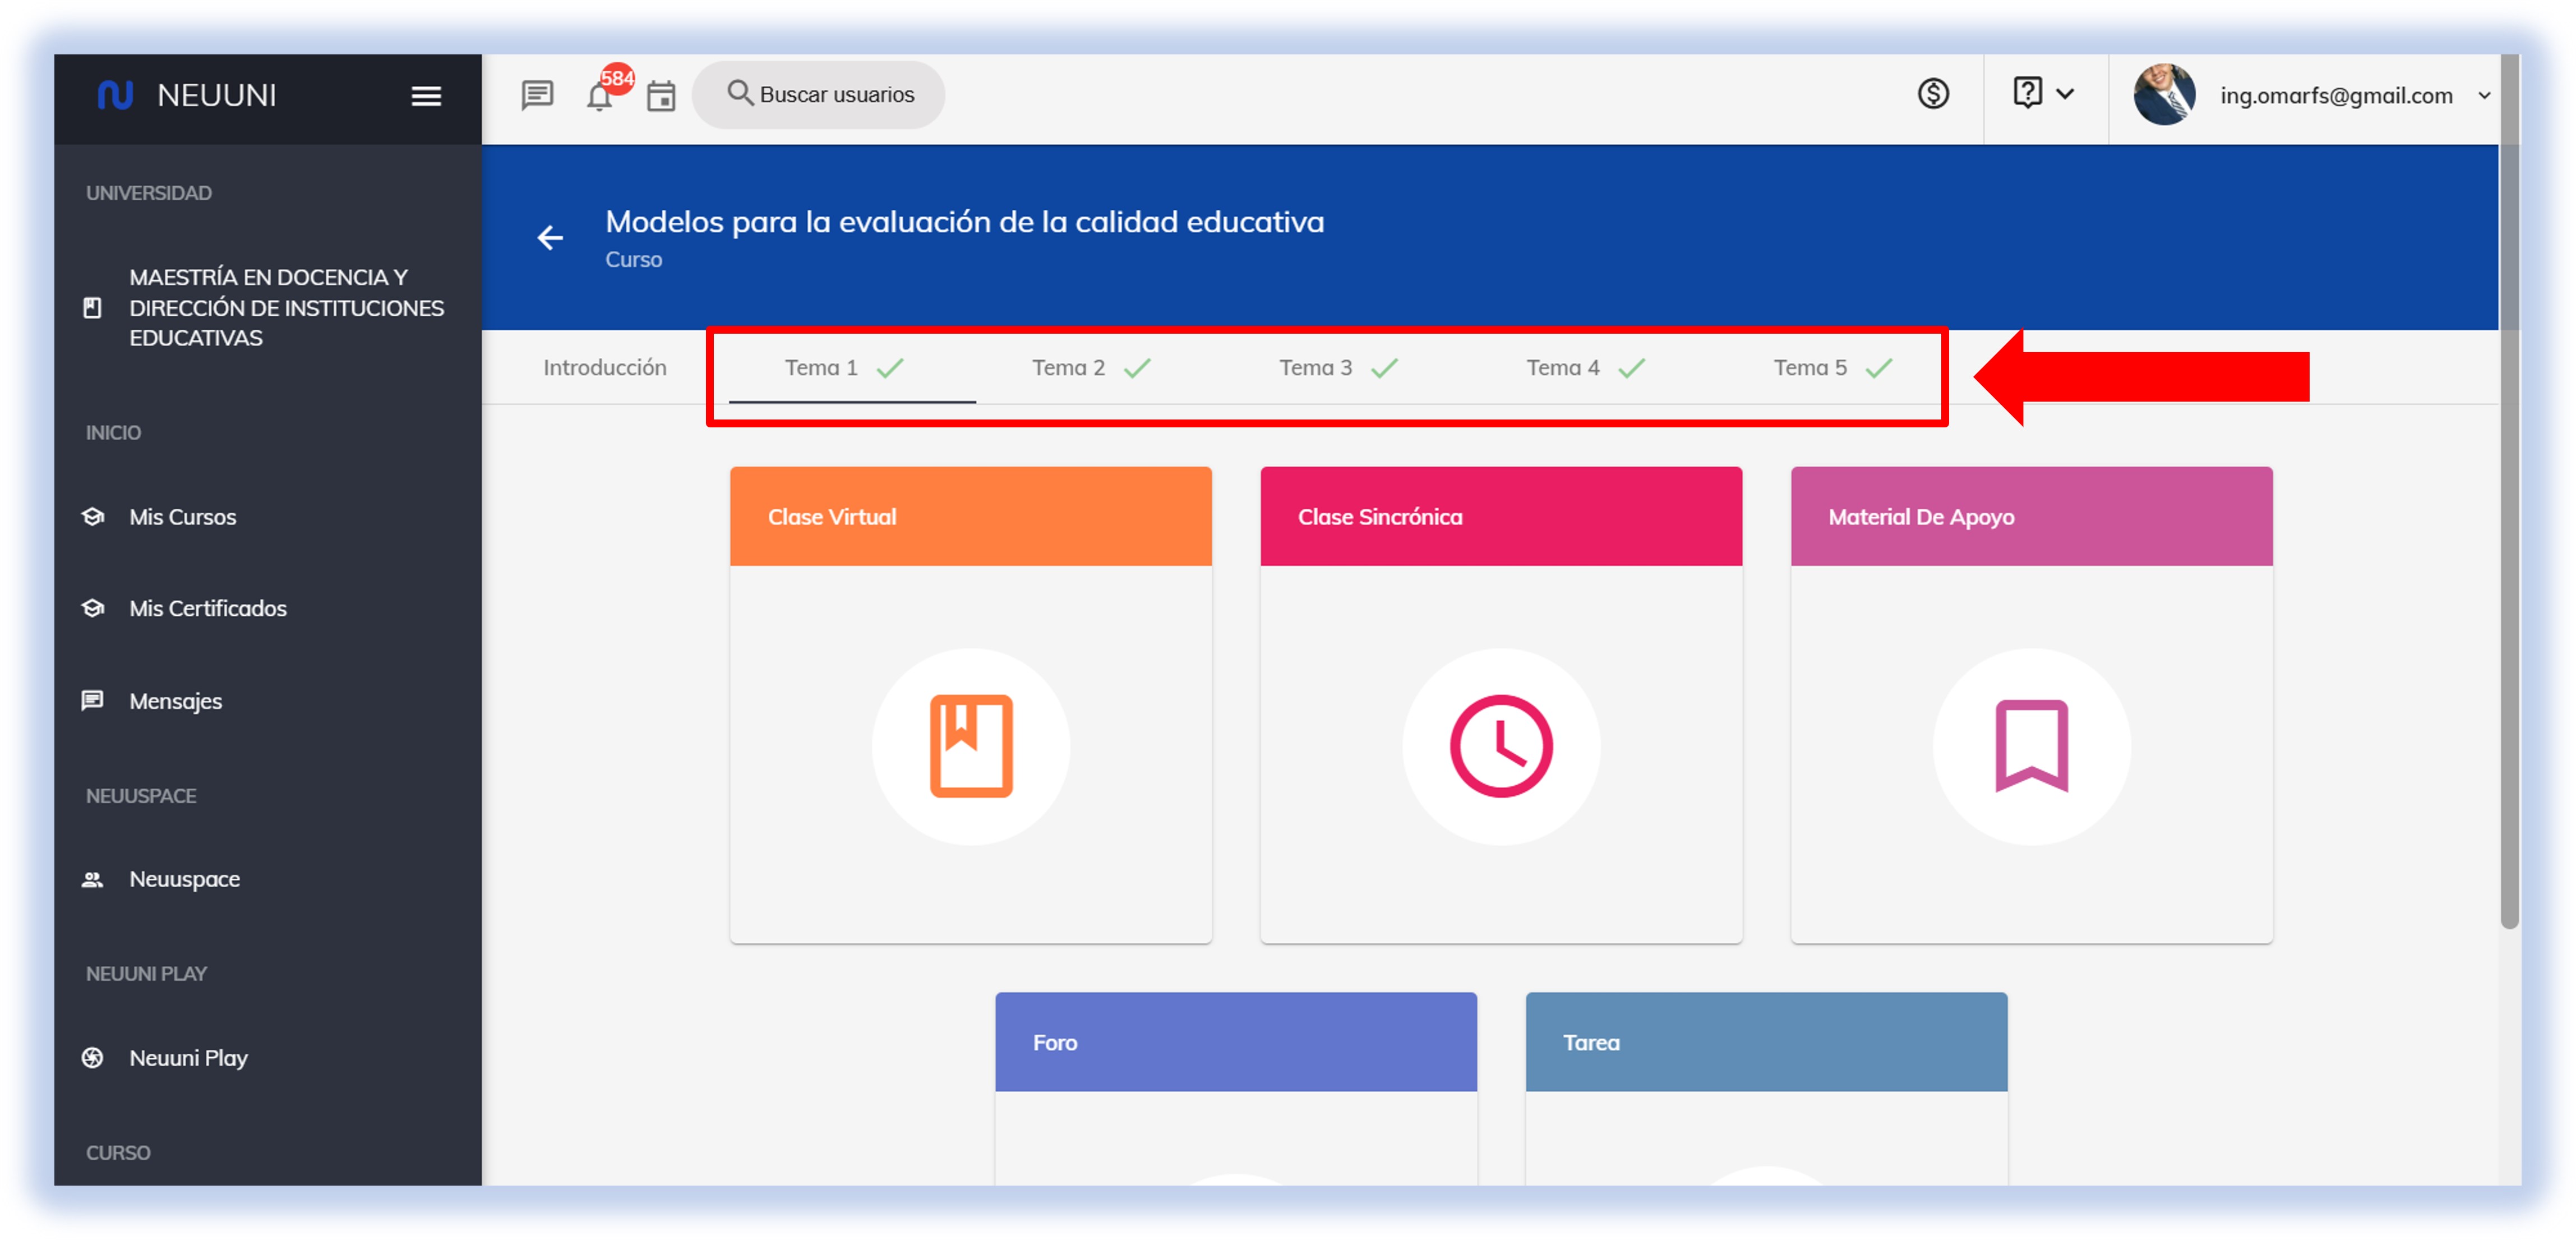 NEUUNI
584
Buscar usuarios
ing.omarfs@gmail.com
UNIVERSIDAD
MAESTRÍA EN DOCENCIA Y
DIRECCIÓN DE INSTITUCIONES
EDUCATIVAS
INICIO
Mis Cursos
Mis Certificados
Mensajes
NEUUSPACE
Neuuspace
NEUUNI PLAY
Neuuni Play
CURSO
Modelos para la evaluación de la calidad educativa
Curso
Introducción
Tema 1
Tema 2
Tema 3
Tema 4
Tema 5
Clase Virtual
Clase Sincrónica
Material De Apoyo
Foro
Tarea